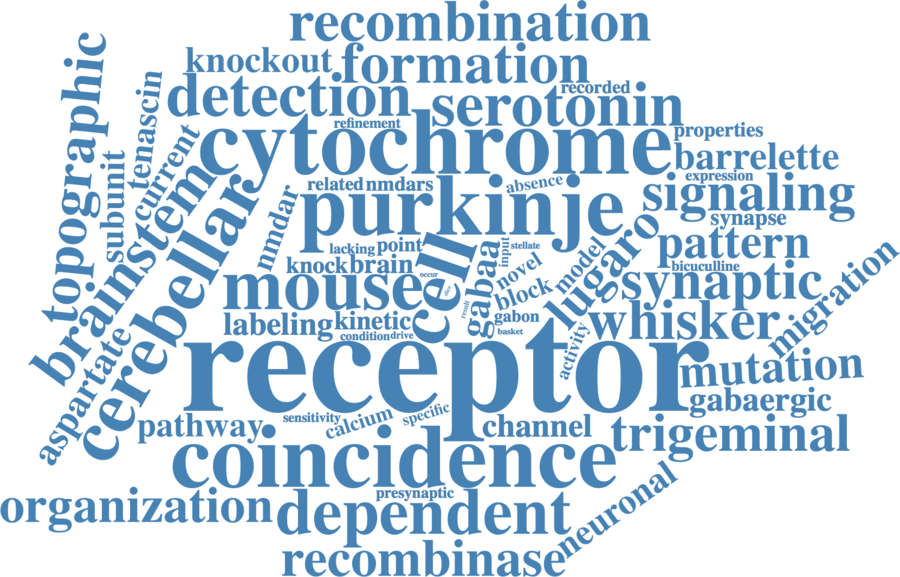 recombination
knockout
formation
topographic
tenascin
detection
recorded
serotonin
refinement
cytochrome
properties
current
subunit
barrelette
related
nmdars
absence
expression
signaling
brainstem
cerebellar
nmdar
purkinje
synapse
lacking
point
cell
gabaa
input
stellate
model
lugaro
pattern
knock
brain
occur
novel
bicuculline
mouse
block
synaptic
migration
result
gabon
labeling
kinetic
whisker
condition
drive
basket
activity
aspartate
receptor
mutation
gabaergic
pathway
sensitivity
calcium
specific
channel
trigeminal
coincidence
neuronal
organization
presynaptic
dependent
recombinase